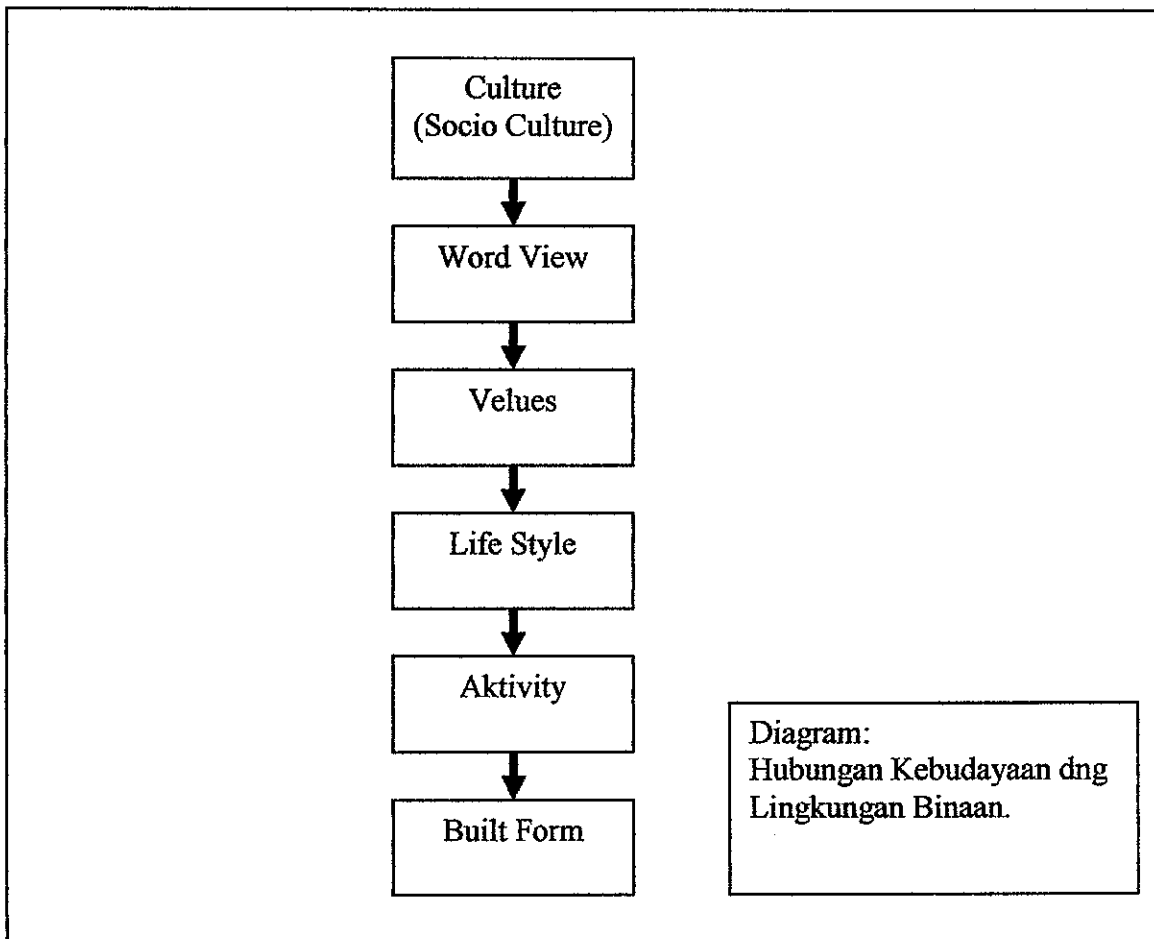 Culture
(Socio Culture)
Word View
Velues
Life Style
Aktivity
Built Form
Diagram:
Hubungan Kebudayaan dng
Lingkungan Binaan.